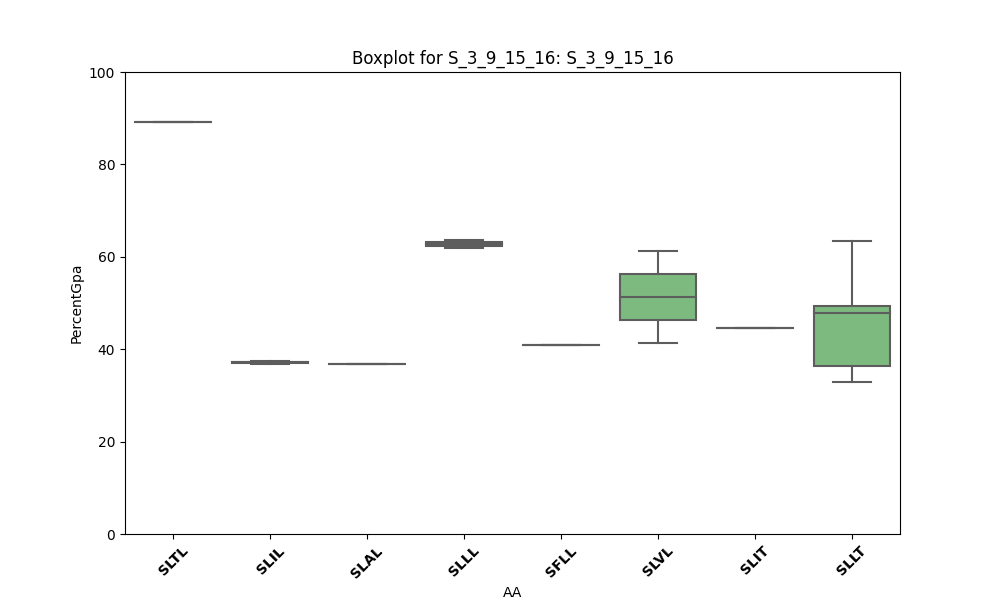 Boxplot for S_3_9_15_16: S_3_9_15_16
100
80
60
40
20
0
PercentGpa
SLTL
SLIL
SLAL
SLLL
SFLL
SLVL
SLIT
SLLT
AA